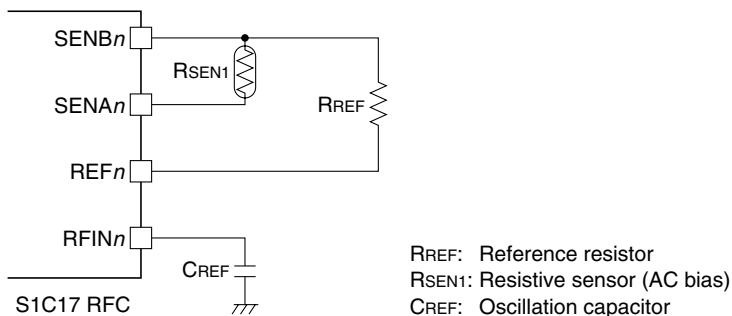 SENBn
RSEN1
SENAn
RREF
REFn
RFINn
CREF
S1C17 RFC
RREF: Reference resistor
RSEN1: Resistive sensor (AC bias)
CREF: Oscillation capacitor